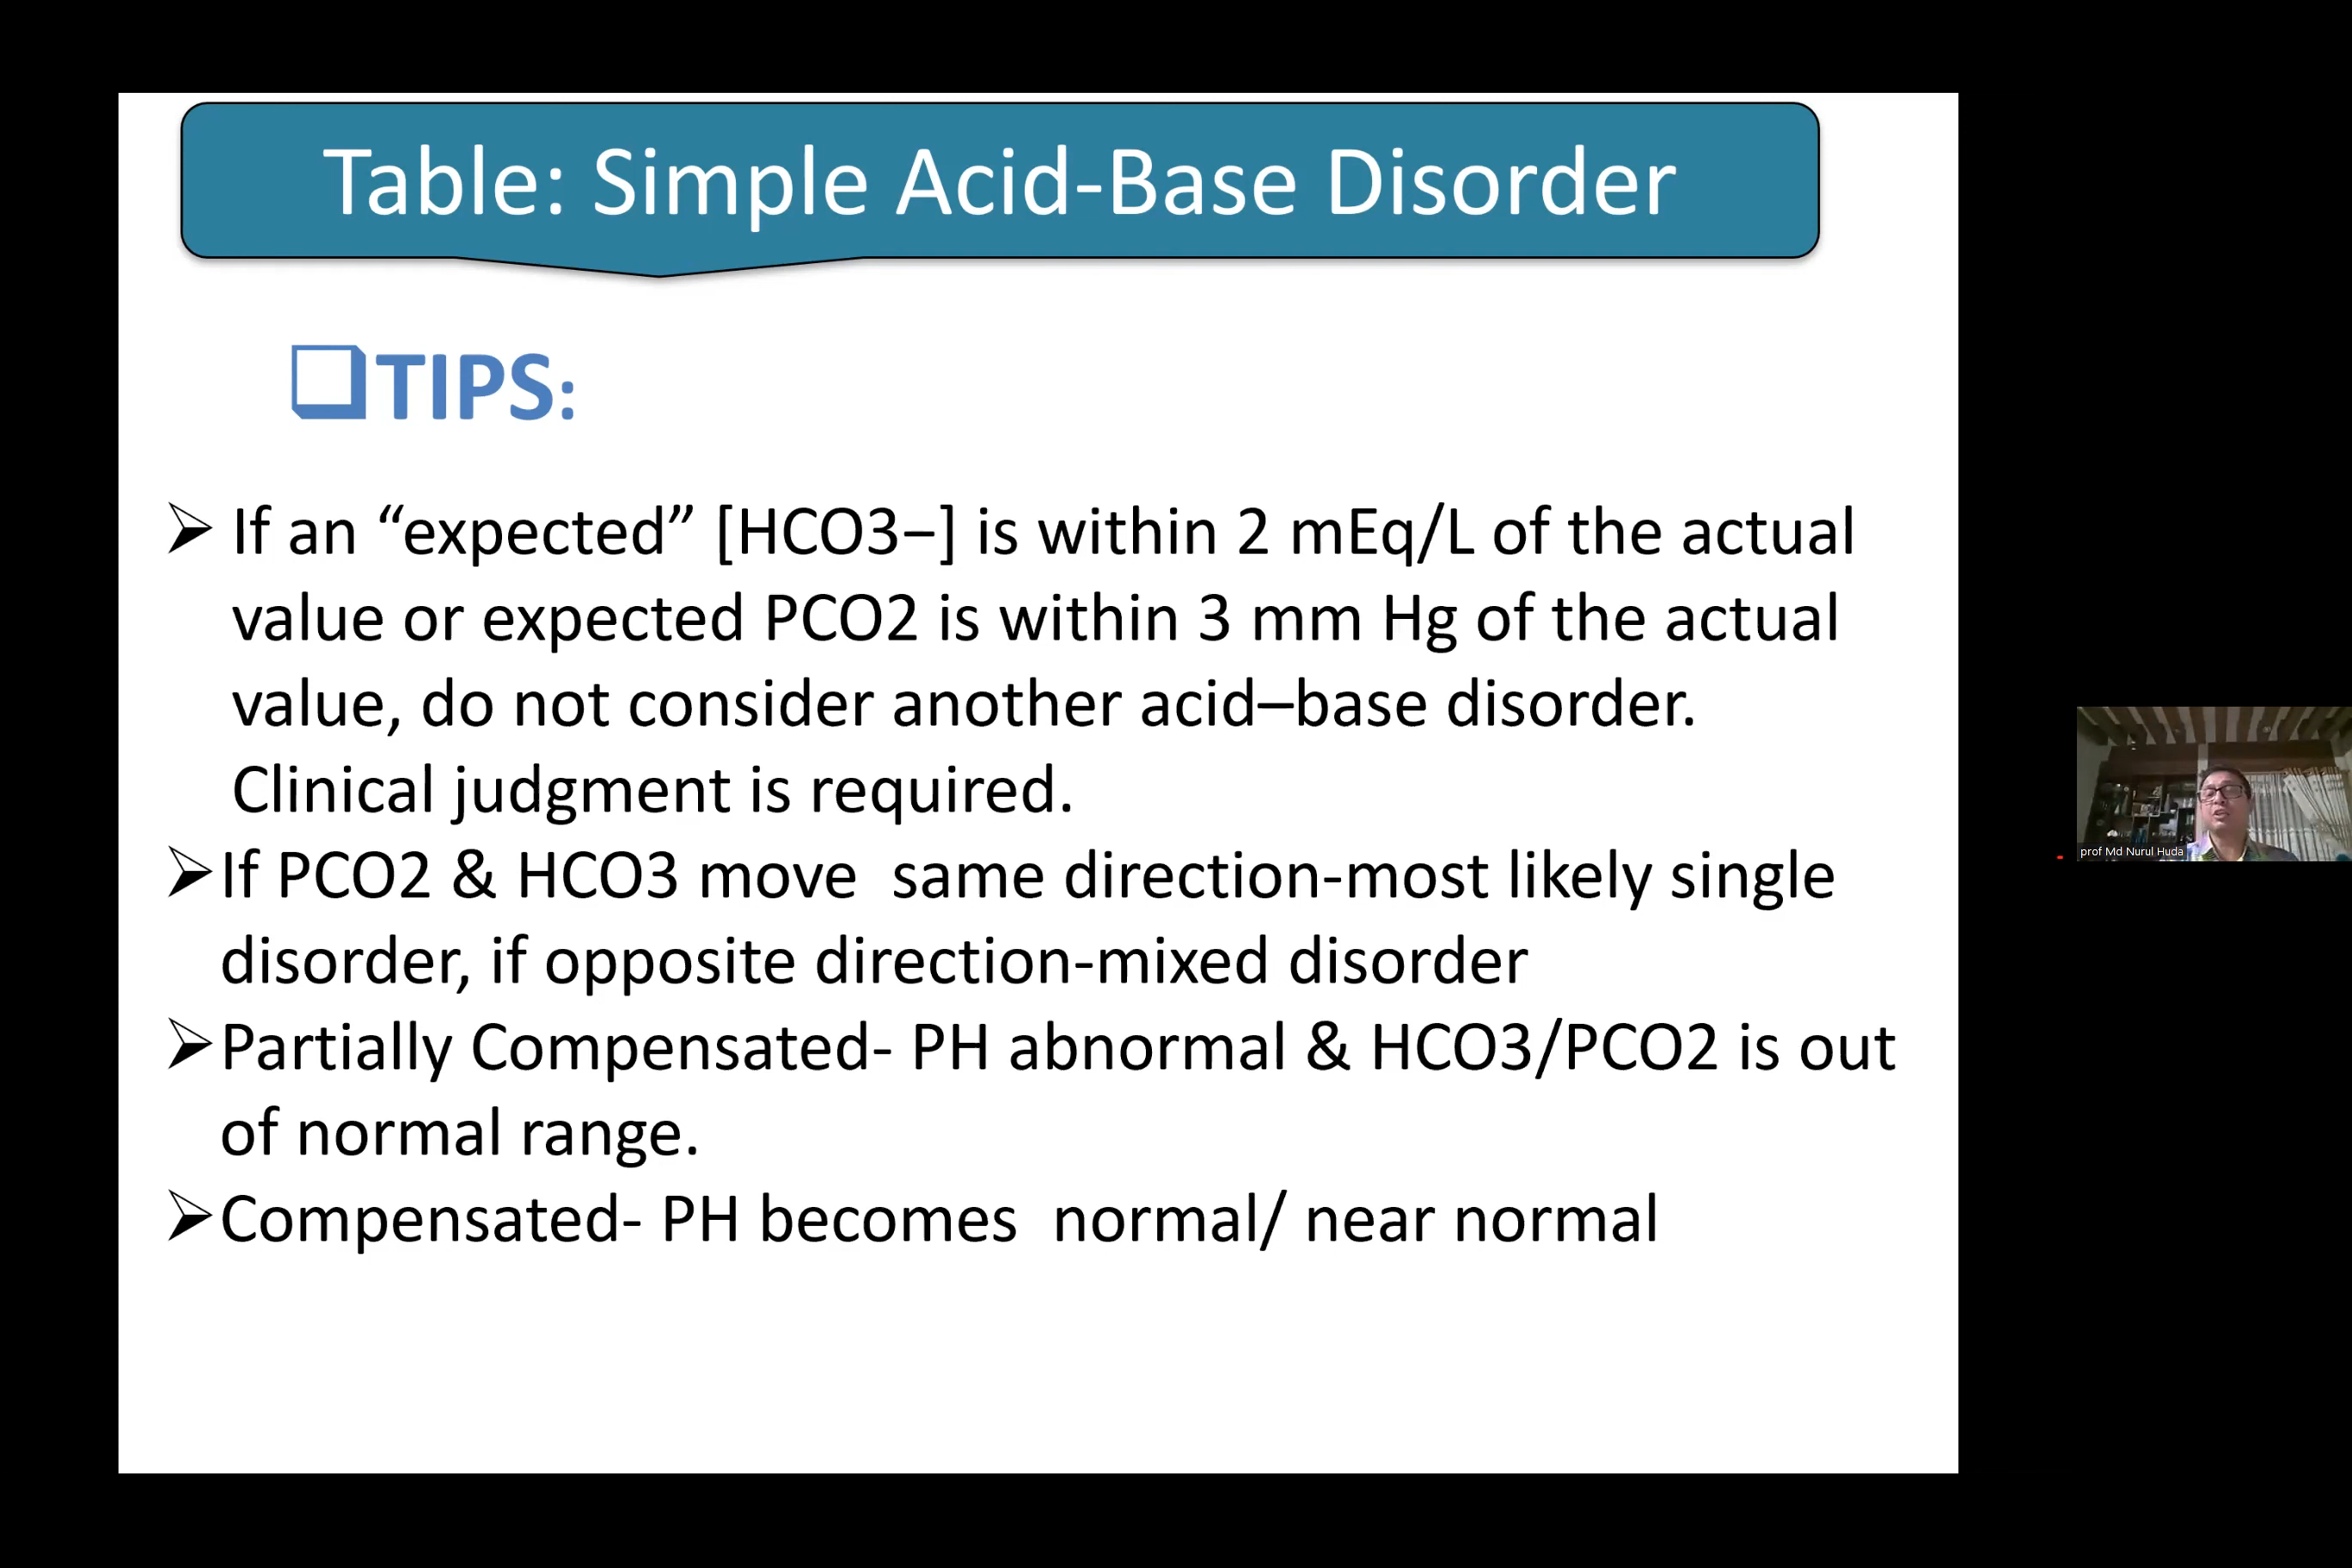 Table: Simple Acid-Base Disorder
TIPS:
If an “expected” [HCO3–] is within 2 mEq/L of the actual
value or expected PCO2 is within 3 mm Hg of the actual
value, do not consider another acid–base disorder.
Clinical judgment is required.
If PCO2 & HCO3 move  same direction-most likely single
disorder, if opposite direction-mixed disorder
Partially Compensated- PH abnormal & HCO3/PCO2 is out
of normal range.
Compensated- PH becomes  normal/ near normal
prof Md Nurul Huda